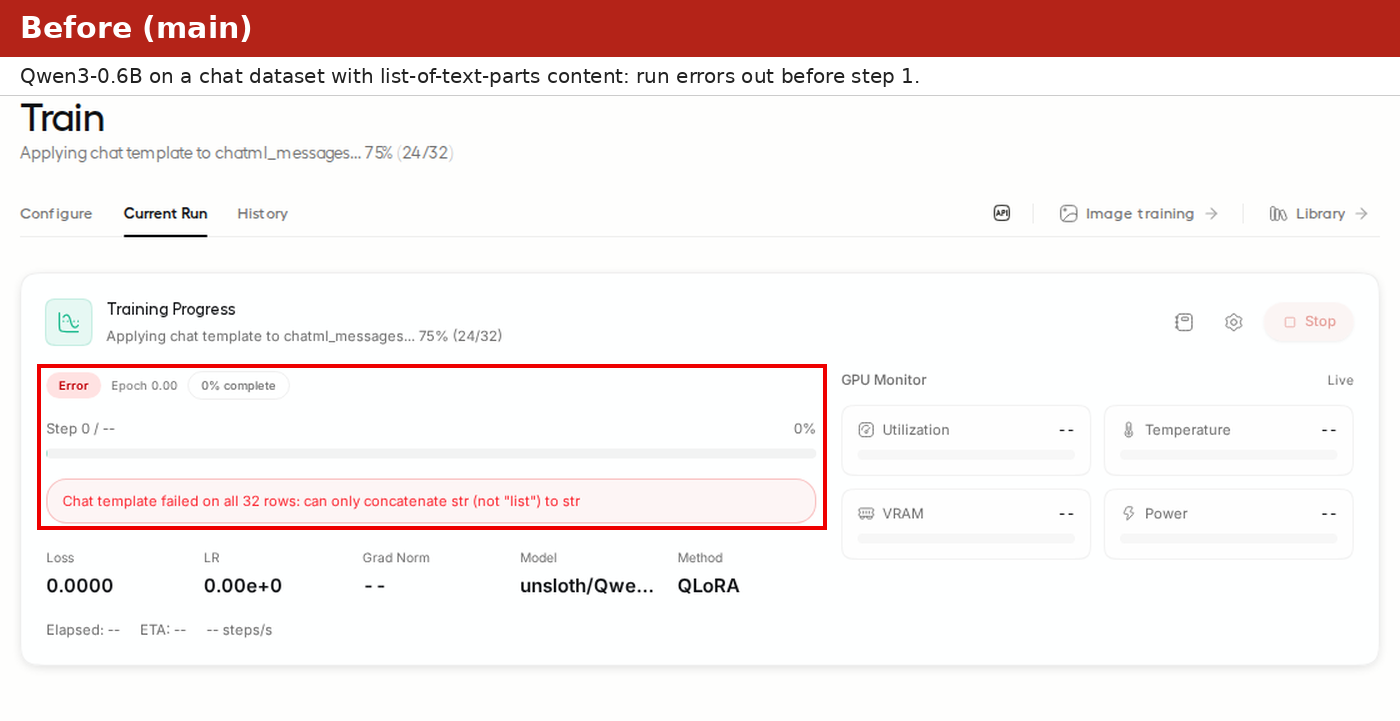 Before (main)
Qwen3-0.6B on a chat dataset with list-of-text-parts content: run errors out before step 1.
Train
Applying chat template to chatml_messages... 75% (24/32)
Configure Current Run History API Image training Library
Training Progress
Applying chat template to chatml_messages... 75% (24/32)
Stop
Error Epoch 0.00 0% complete
Step 0 / -- 0%
Chat template failed on all 32 rows: can only concatenate str (not "list") to str
Loss LR Grad Norm Model Method
0.0000 0.00e+0 -- unsloth/Qwe... QLoRA
Elapsed: -- ETA: -- -- steps/s
GPU Monitor Live
Utilization -- Temperature --
VRAM -- Power --